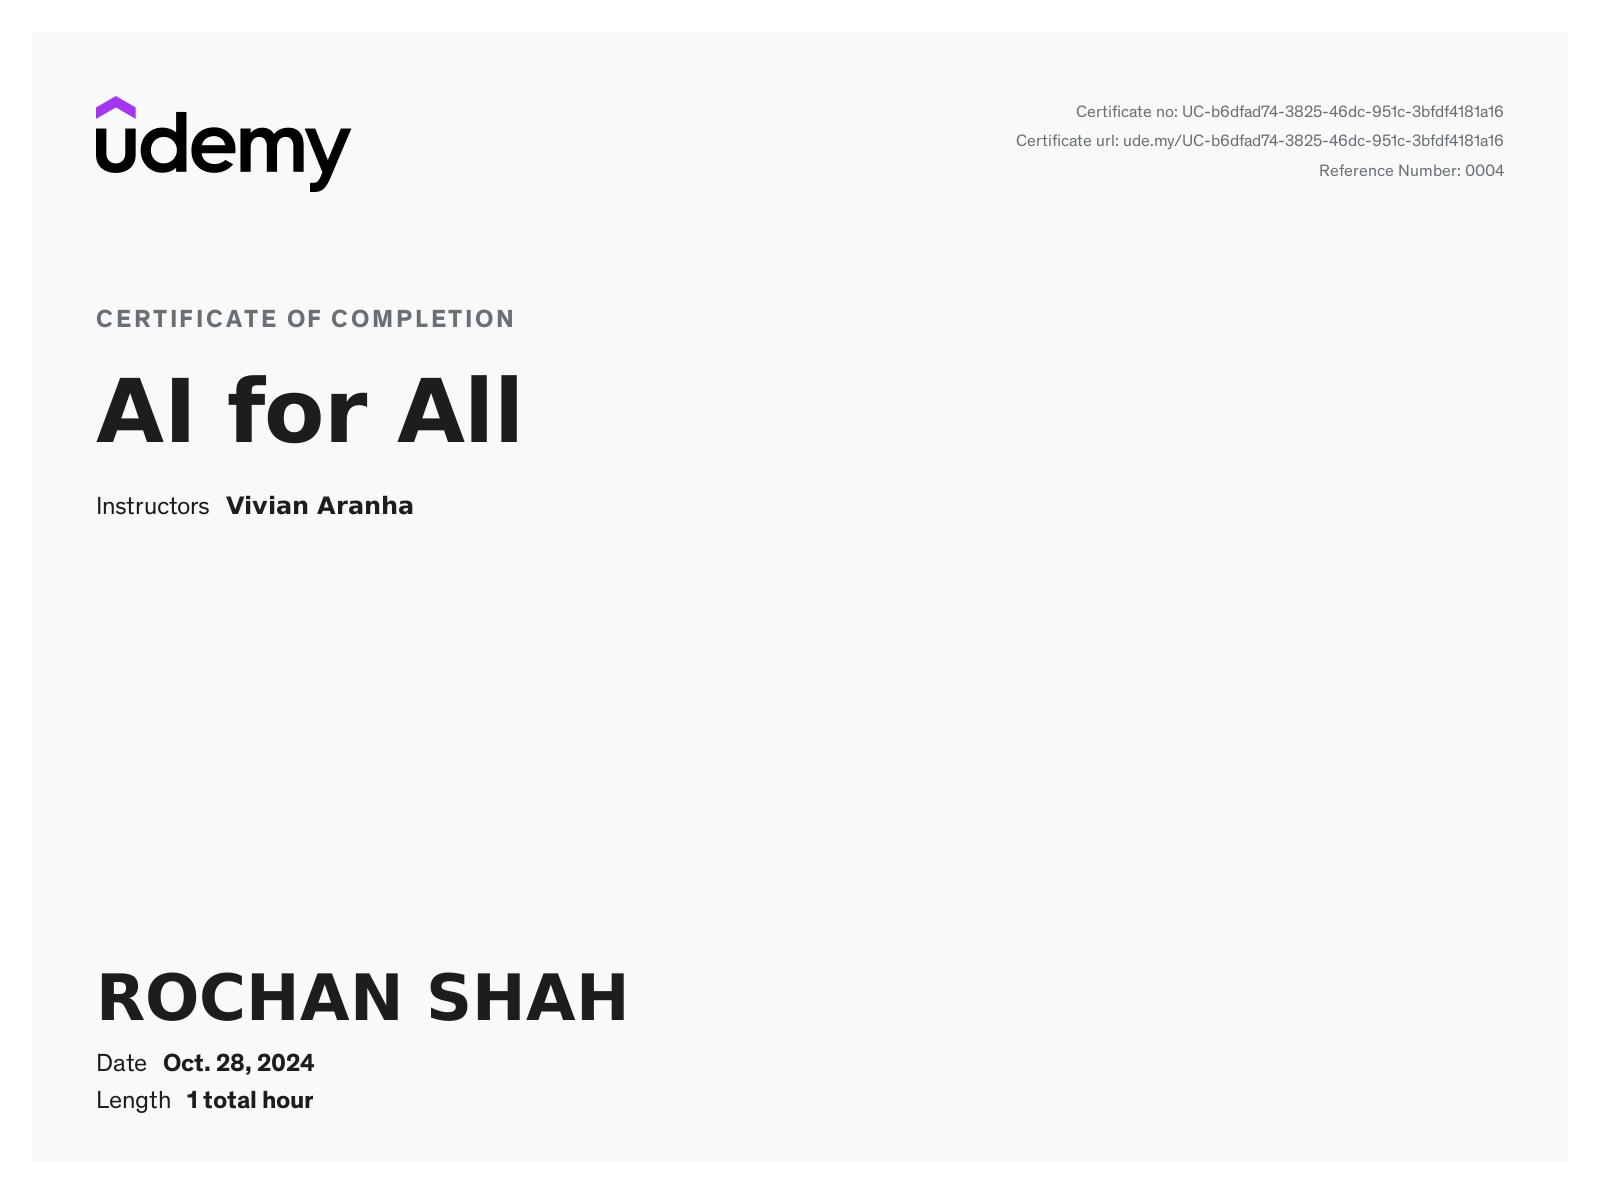 udemy
Certificate no: UC-b6dfad74-3825-46dc-951c-3bfdf4181a16
Certificate url: ude.my/UC-b6dfad74-3825-46dc-951c-3bfdf4181a16
Reference Number: 0004
CERTIFICATE OF COMPLETION
AI for All
Instructors Vivian Aranha
ROCHAN SHAH
Date Oct. 28, 2024
Length 1 total hour